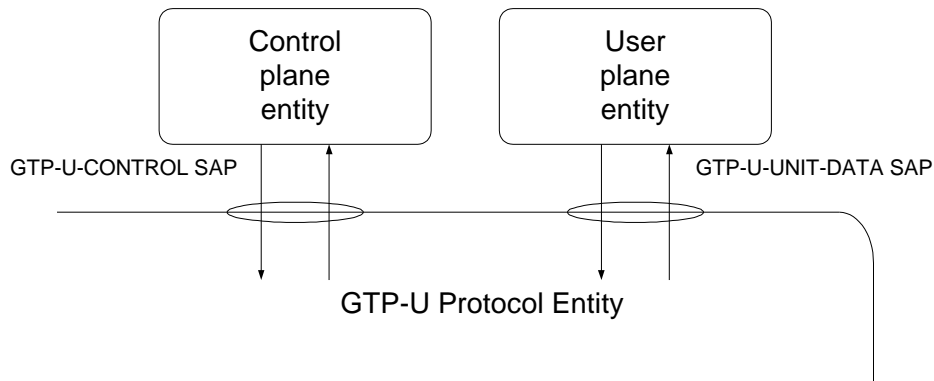 Control
plane
entity
User
plane
entity
GTP-U-CONTROL SAP
GTP-U-UNIT-DATA SAP
GTP-U Protocol Entity